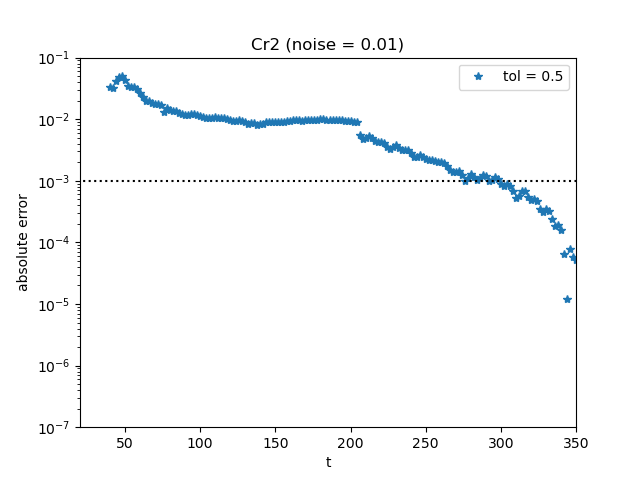 Cr2 (noise = 0.01)
tol = 0.5
absolute error
10⁻¹
10⁻²
10⁻³
10⁻⁴
10⁻⁵
10⁻⁶
10⁻⁷
50 100 150 200 250 300 350
t